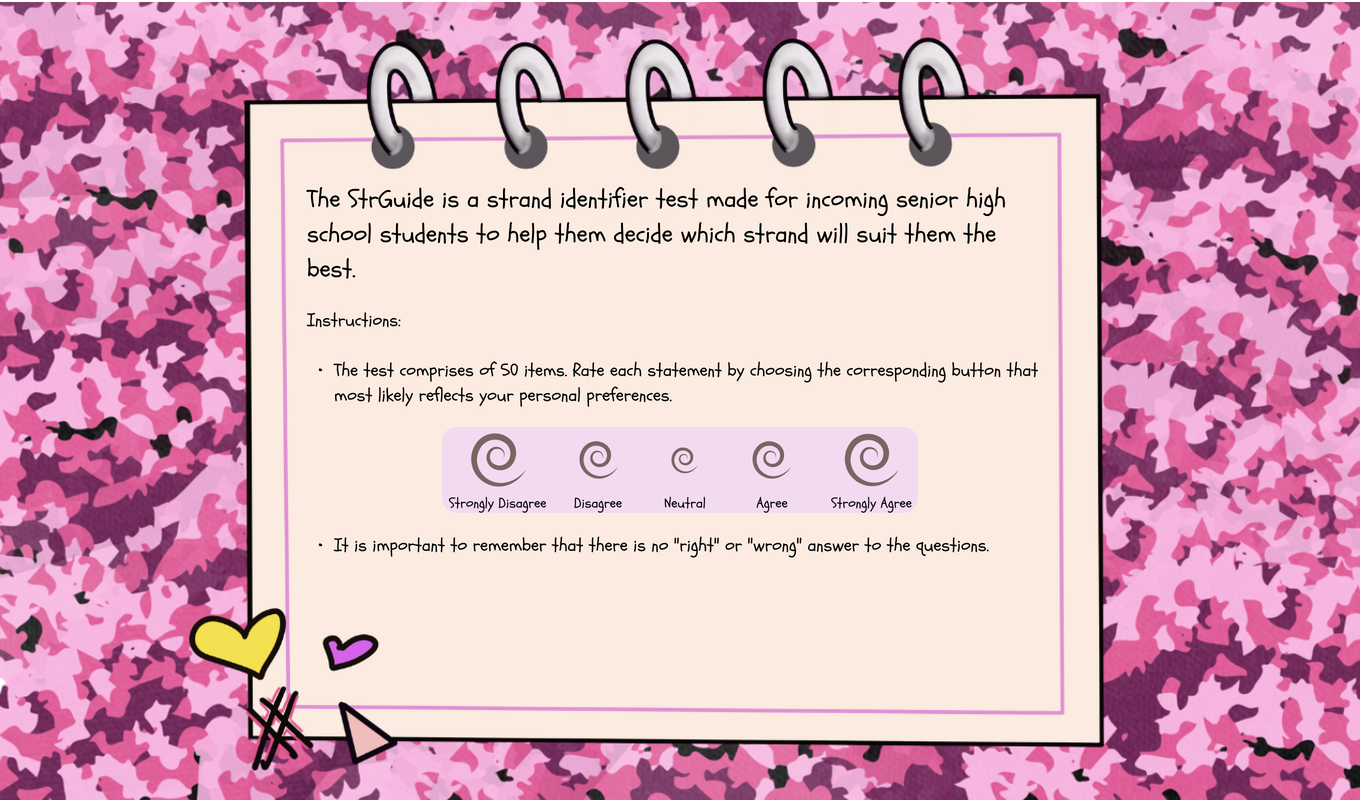 The StrGuide is a strand identifier test made for incoming senior high
school students to help them decide which strand will suit them the
best.
Instructions:
• The test comprises of 50 items. Rate each statement by choosing the corresponding button that
most likely reflects your personal preferences.
Strongly Disagree Disagree Neutral Agree Strongly Agree
• It is important to remember that there is no "right" or "wrong" answer to the questions.